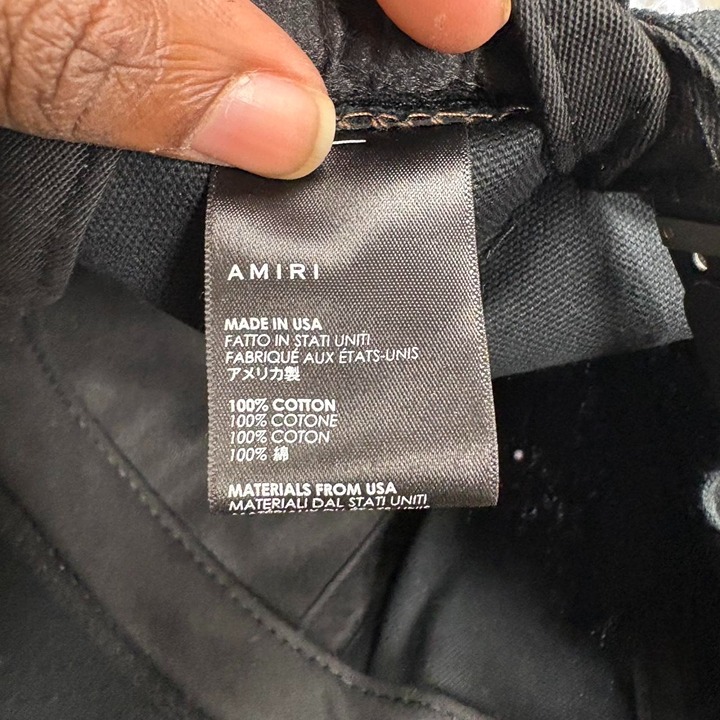 AMIRI
MADE IN USA
FATTO IN STATI UNITI
FABRIQUÉ AUX ÉTATS-UNIS
アメリカ製
100% COTTON
100% COTONE
100% COTON
100% 綿
MATERIALS FROM USA
MATERIALI DAL STATI UNITI